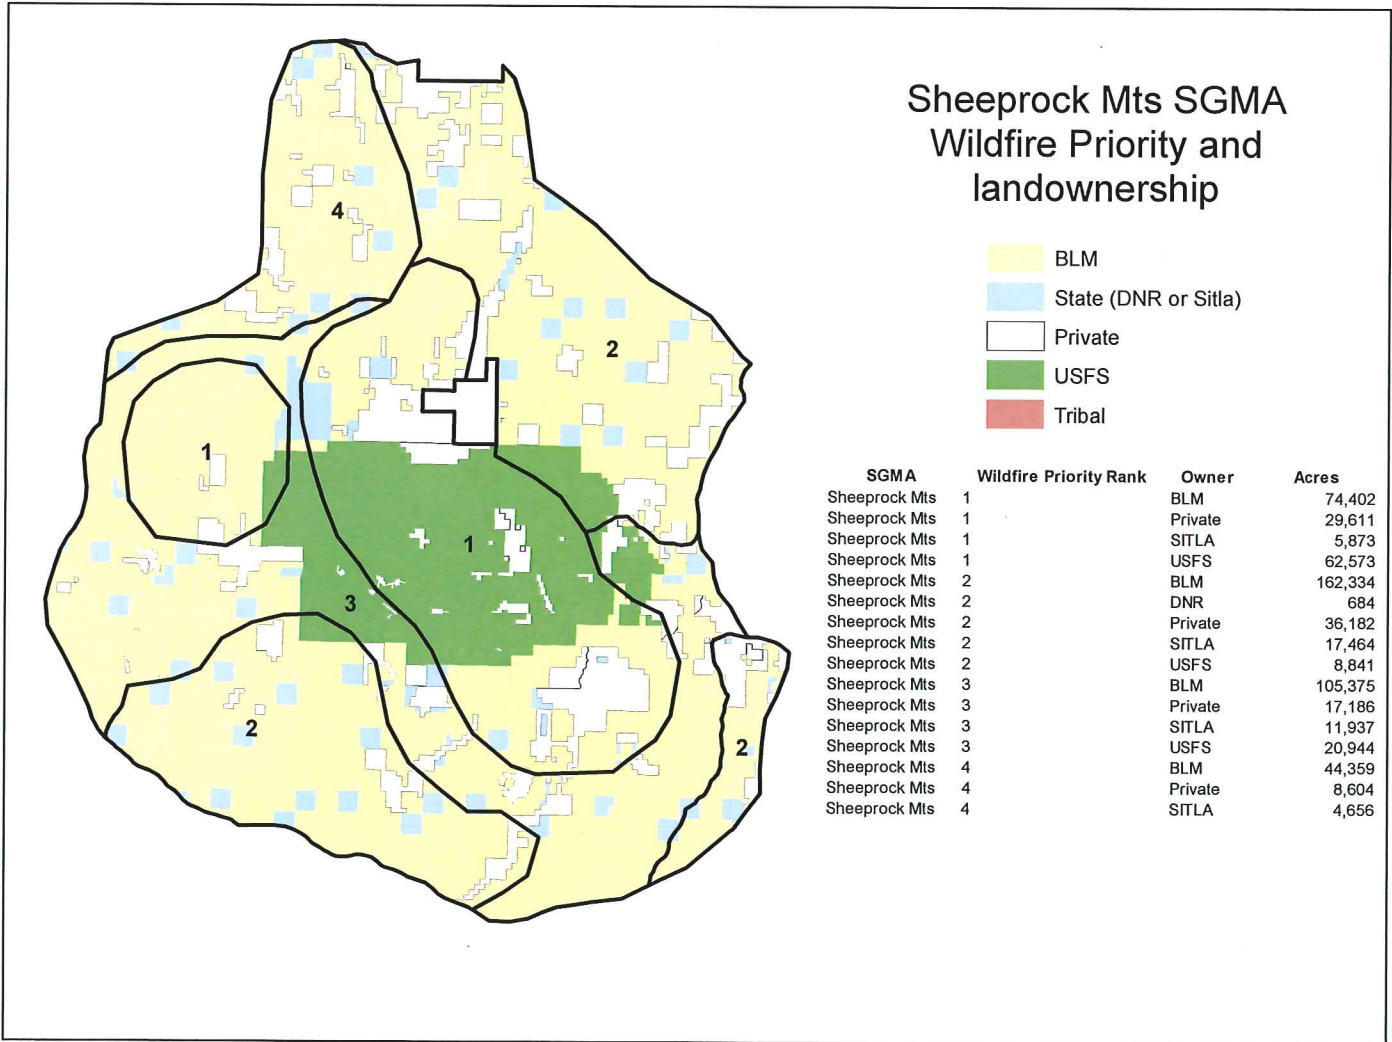 Sheeprock Mts SGMA
Wildfire Priority and
landownership
BLM
State (DNR or Sitla)
Private
USFS
Tribal
SGMA Wildfire Priority Rank Owner Acres
Sheeprock Mts 1 BLM 74,402
Sheeprock Mts 1 Private 29,611
Sheeprock Mts 1 SITLA 5,873
Sheeprock Mts 1 USFS 62,573
Sheeprock Mts 2 BLM 162,334
Sheeprock Mts 2 DNR 684
Sheeprock Mts 2 Private 36,182
Sheeprock Mts 2 SITLA 17,464
Sheeprock Mts 2 USFS 8,841
Sheeprock Mts 3 BLM 105,375
Sheeprock Mts 3 Private 17,186
Sheeprock Mts 3 SITLA 11,937
Sheeprock Mts 3 USFS 20,944
Sheeprock Mts 4 BLM 44,359
Sheeprock Mts 4 Private 8,604
Sheeprock Mts 4 SITLA 4,656
4
2
1
1
3
2
2